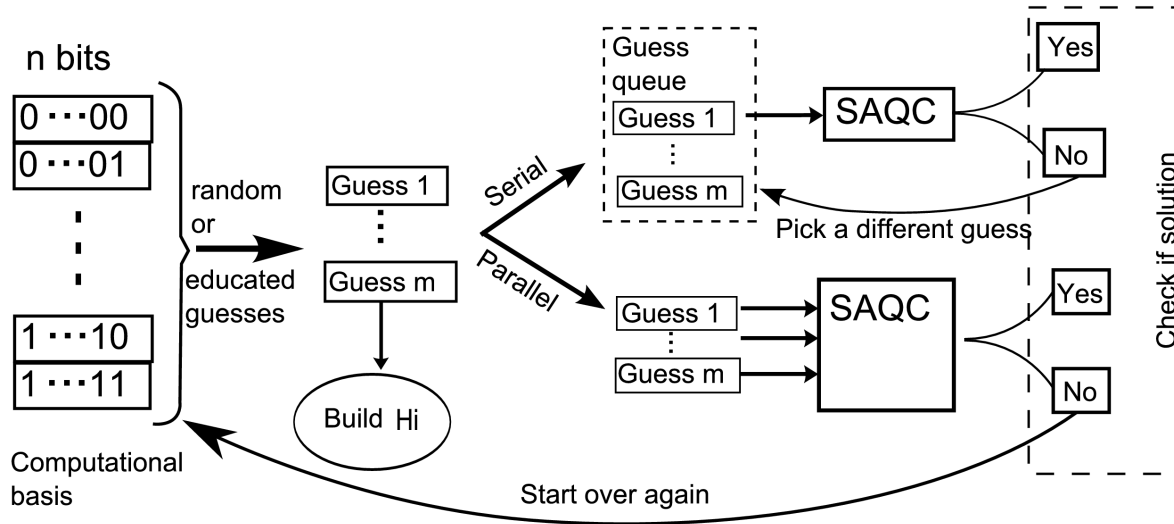 n bits
0 ⋯00
0 ⋯01
1 ⋯10
1 ⋯11
Computational
basis
random
or
educated
guesses
Guess 1
Guess m
Build Hi
Serial
Parallel
Guess
queue
Guess 1
Guess m
SAQC
Yes
No
Pick a different guess
Guess 1
Guess m
SAQC
Yes
No
Check if solution
Start over again